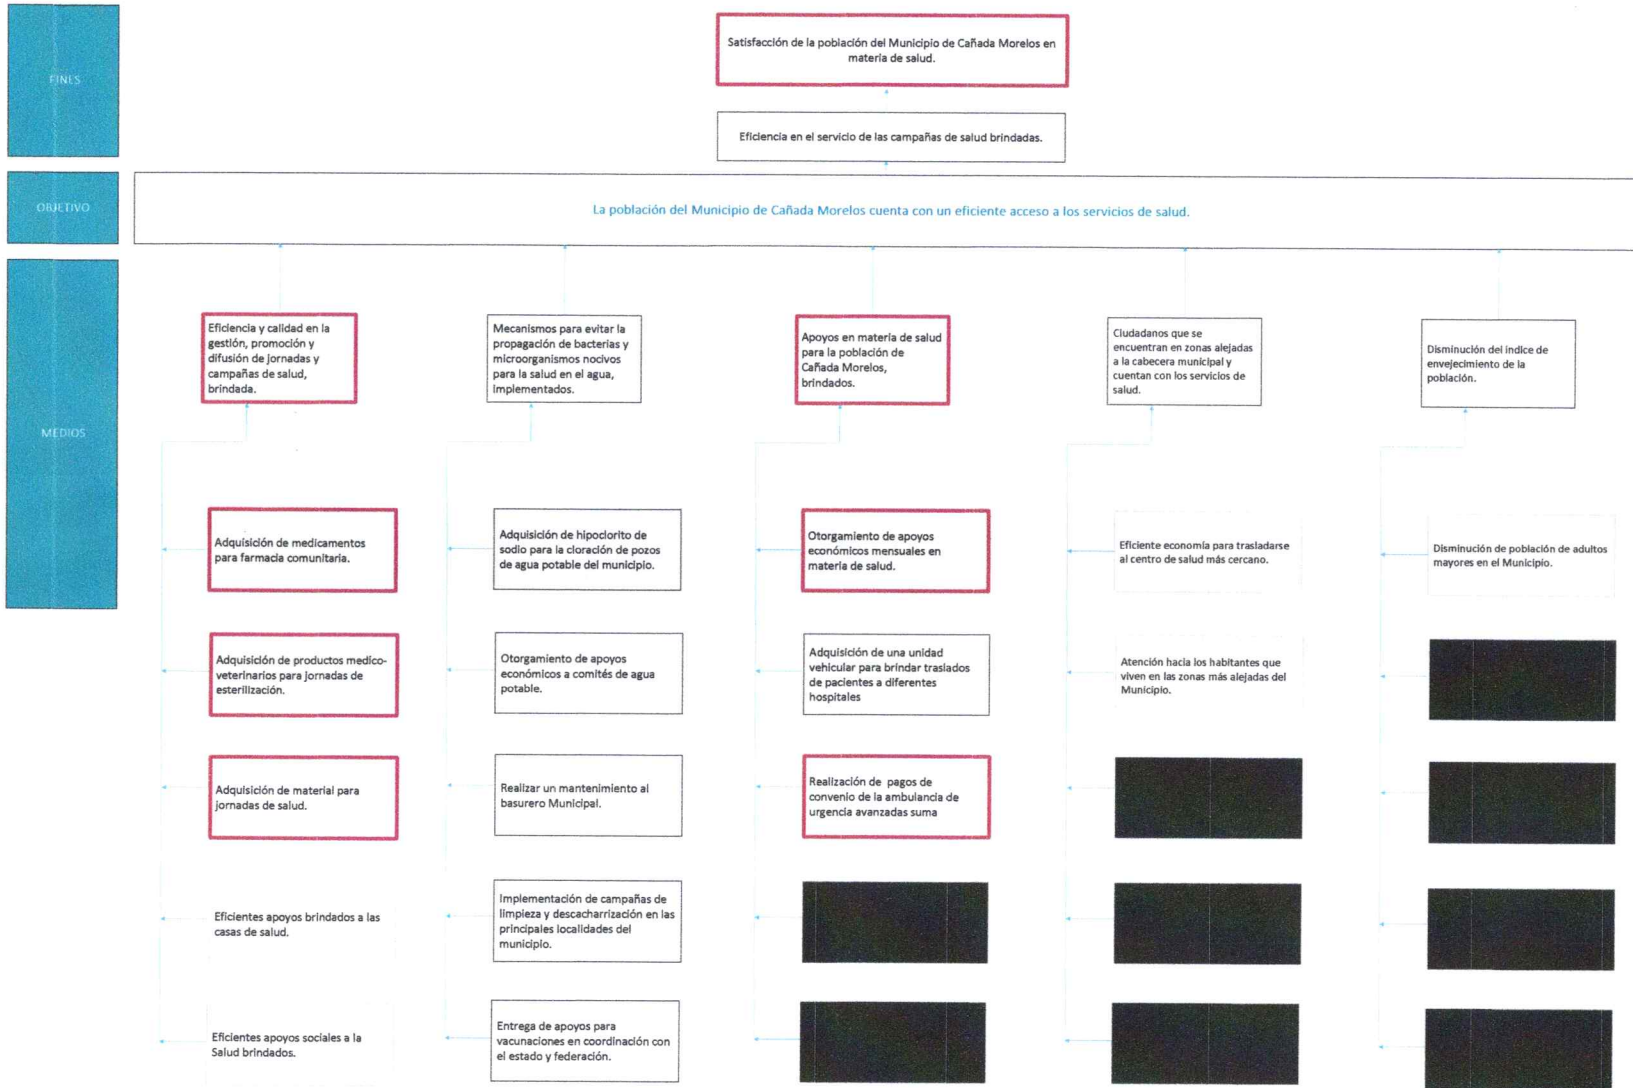 FINES
Satisfacción de la población del Municipio de Cañada Morelos en
materia de salud.
Eficiencia en el servicio de las campañas de salud brindadas.
OBJETIVO
La población del Municipio de Cañada Morelos cuenta con un eficiente acceso a los servicios de salud.
MEDIOS
Eficiencia y calidad en la
gestión, promoción y
difusión de Jornadas y
campañas de salud,
brindada.
Mecanismos para evitar la
propagación de bacterias y
microorganismos nocivos
para la salud en el agua,
implementados.
Apoyos en materia de salud
para la población de
Cañada Morelos,
brindados.
Ciudadanos que se
encuentran en zonas alejadas
a la cabecera municipal y
cuentan con los servicios de
salud.
Disminución del indice de
envejecimiento de la
población.
Adquisición de medicamentos
para farmacia comunitaria.
Adquisición de hipoclorito de
sodio para la cloración de pozos
de agua potable del municipio.
Otorgamiento de apoyos
económicos mensuales en
materia de salud.
Eficiente economía para trasladarse
al centro de salud más cercano.
Disminución de población de adultos
mayores en el Municipio.
Adquisición de productos medico-
veterinarios para jornadas de
esterilización.
Otorgamiento de apoyos
económicos a comités de agua
potable.
Adquisición de una unidad
vehicular para brindar traslados
de pacientes a diferentes
hospitales
Atención hacia los habitantes que
viven en las zonas más alejadas del
Municipio.
Adquisición de material para
jornadas de salud.
Realizar un mantenimiento al
basurero Municipal.
Realización de pagos de
convenio de la ambulancia de
urgencia avanzadas suma
Eficientes apoyos brindados a las
casas de salud.
Implementación de campañas de
limpieza y descacharrización en las
principales localidades del
municipio.
Eficientes apoyos sociales a la
Salud brindados.
Entrega de apoyos para
vacunaciones en coordinación con
el estado y federación.